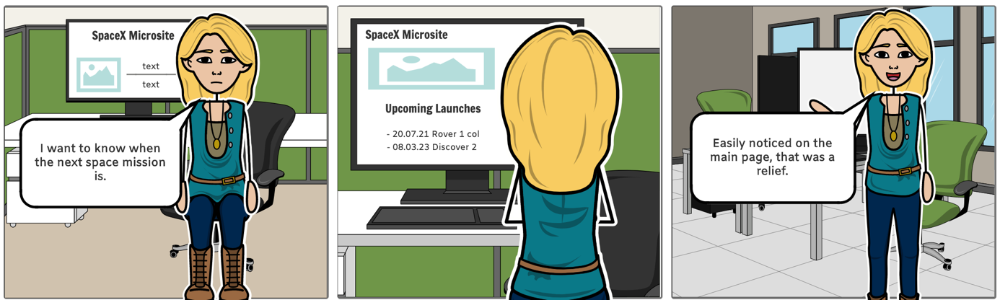 SpaceX Microsite
text
text
I want to know when
the next space mission
is.
SpaceX Microsite
Upcoming Launches
- 20.07.21 Rover 1 col
- 08.03.23 Discover 2
Easily noticed on the
main page, that was a
relief.